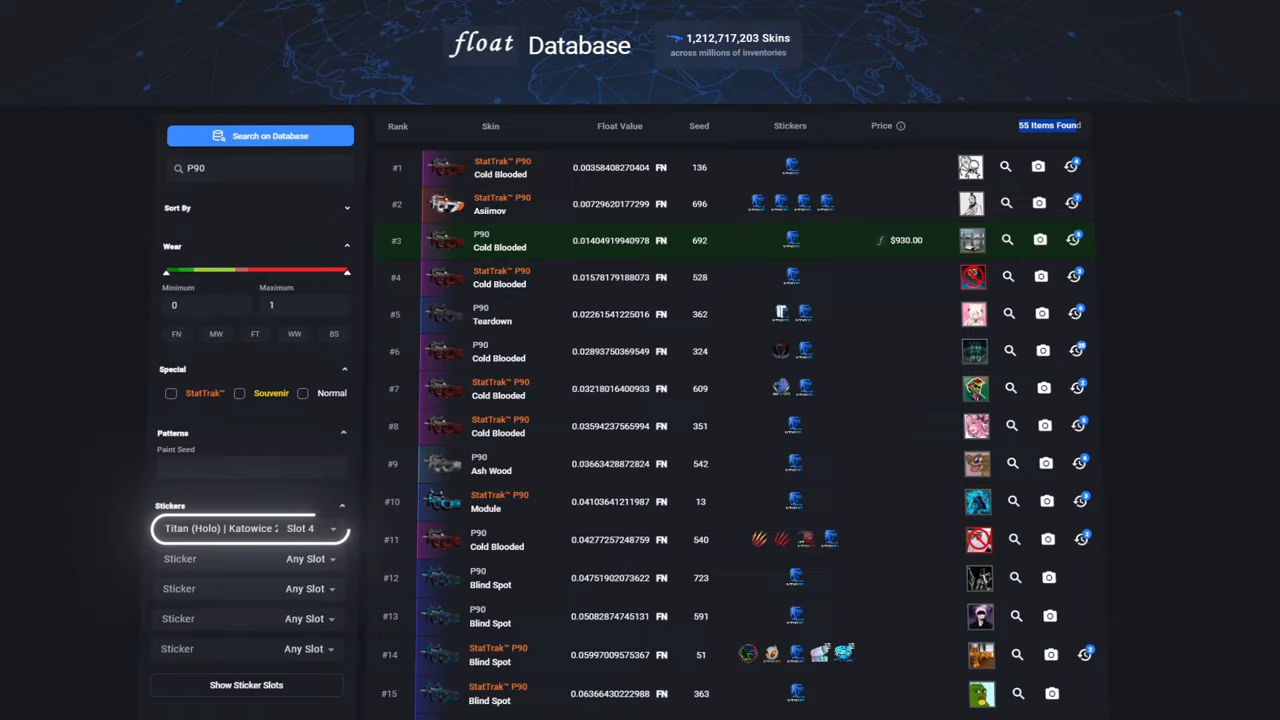 float Database
1,212,717,203 Skins
across millions of inventories
Search on Database
P90
Sort By
Wear
Minimum Maximum
0 1
FN MW FT WW BS
Special
StatTrak™ Souvenir Normal
Patterns
Paint Seed
Stickers
Titan (Holo) | Katowice 2 Slot 4
Sticker Any Slot
Sticker Any Slot
Sticker Any Slot
Sticker Any Slot
Show Sticker Slots
Rank Skin Float Value Seed Stickers Price 55 Items Found
#1 StatTrak™ P90 Cold Blooded 0.00358408270404 FN 136 4
#2 StatTrak™ P90 Asiimov 0.00729620177299 FN 696 7
#3 P90 Cold Blooded 0.01404919940978 FN 692 $930.00
#4 StatTrak™ P90 Cold Blooded 0.01578179188073 FN 528 3
#5 P90 Teardown 0.02261541225016 FN 362
#6 P90 Cold Blooded 0.02893750369549 FN 324
#7 StatTrak™ P90 Cold Blooded 0.03218016400933 FN 609 2
#8 StatTrak™ P90 Cold Blooded 0.03594237565994 FN 351
#9 P90 Ash Wood 0.03663428872824 FN 542
#10 StatTrak™ P90 Module 0.04103641211987 FN 13
#11 P90 Cold Blooded 0.04277257248759 FN 540 2
#12 P90 Blind Spot 0.04751902073622 FN 723
#13 P90 Blind Spot 0.05082874745131 FN 591
#14 StatTrak™ P90 Blind Spot 0.05997009575367 FN 51
#15 StatTrak™ P90 Blind Spot 0.06366430222988 FN 363